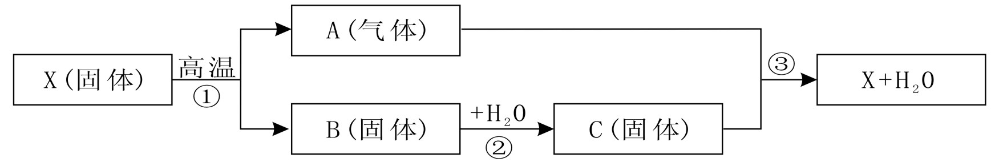 X(固体)
高温
①
A(气体)
B(固体)
+H₂O
②
C(固体)
③
X+H₂O